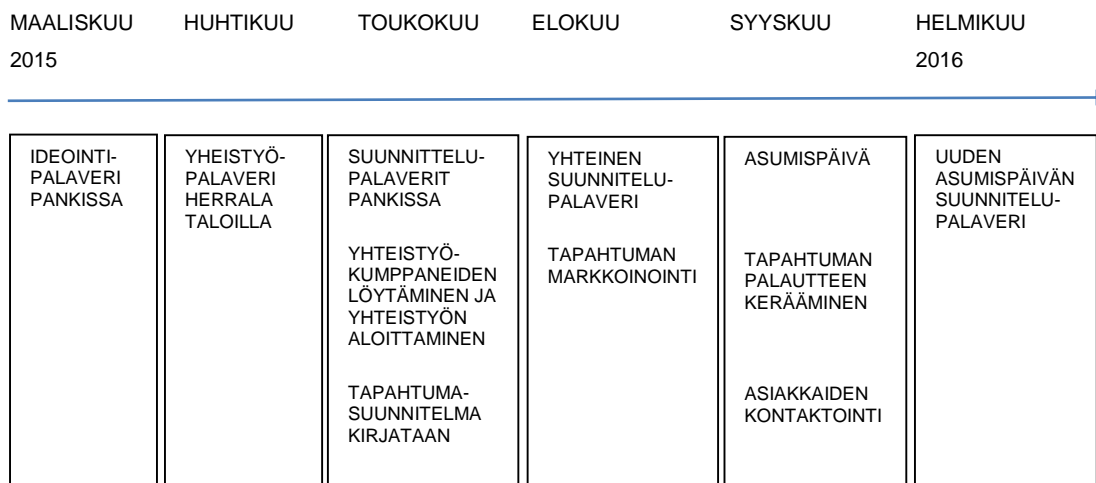 MAALISKUU HUHTIKUU TOUKOKUU ELOKUU SYYSKUU HELMIKUU
2015 2016
IDEOINTI-
PALAVERI
PANKISSA
YHEISTYÖ-
PALAVERI
HERRALA
TALOILLA
SUUNNITTELU-
PALAVERIT
PANKISSA
YHTEISTYÖ-
KUMPPANEIDEN
LÖYTÄMINEN JA
YHTEISTYÖN
ALOITTAMINEN
TAPAHTUMA-
SUUNNITELMA
KIRJATAAN
YHTEINEN
SUUNNITELU-
PALAVERI
TAPAHTUMAN
MARKKOINOINTI
ASUMISPÄIVÄ
TAPAHTUMAN
PALAUTTEEN
KERÄÄMINEN
ASIAKKAIDEN
KONTAKTOINTI
UUDEN
ASUMISPÄIVÄN
SUUNNITELU-
PALAVERI